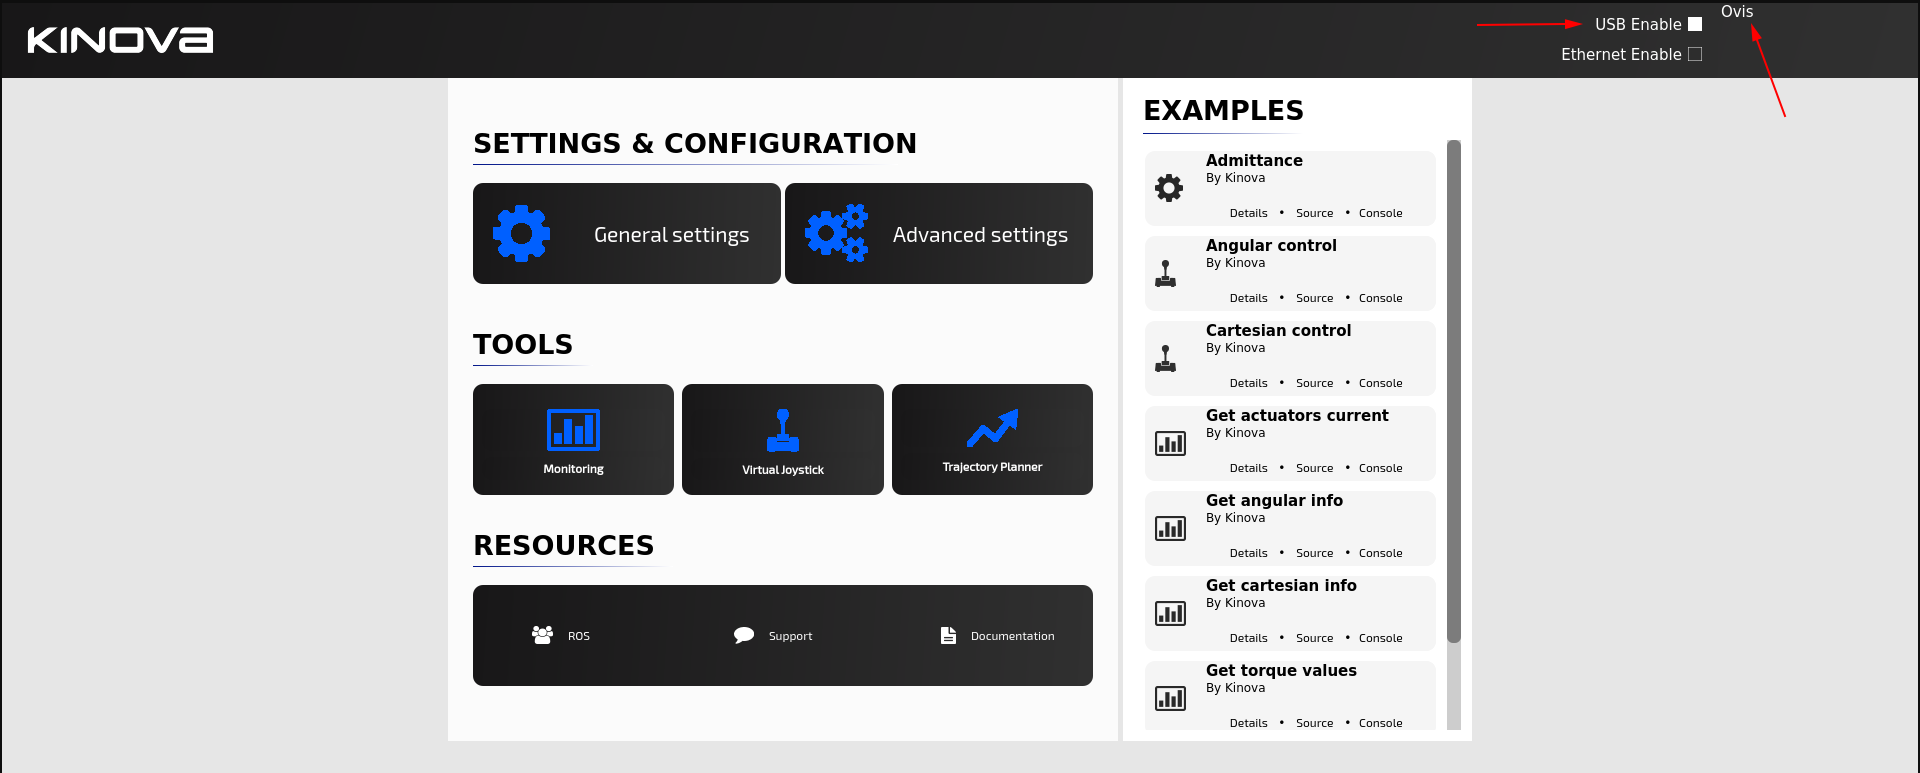 KINOVA
USB Enable
Ethernet Enable
Ovis
SETTINGS & CONFIGURATION
General settings
Advanced settings
TOOLS
Monitoring
Virtual Joystick
Trajectory Planner
RESOURCES
ROS
Support
Documentation
EXAMPLES
Admittance
By Kinova
Details • Source • Console
Angular control
By Kinova
Details • Source • Console
Cartesian control
By Kinova
Details • Source • Console
Get actuators current
By Kinova
Details • Source • Console
Get angular info
By Kinova
Details • Source • Console
Get cartesian info
By Kinova
Details • Source • Console
Get torque values
By Kinova
Details • Source • Console